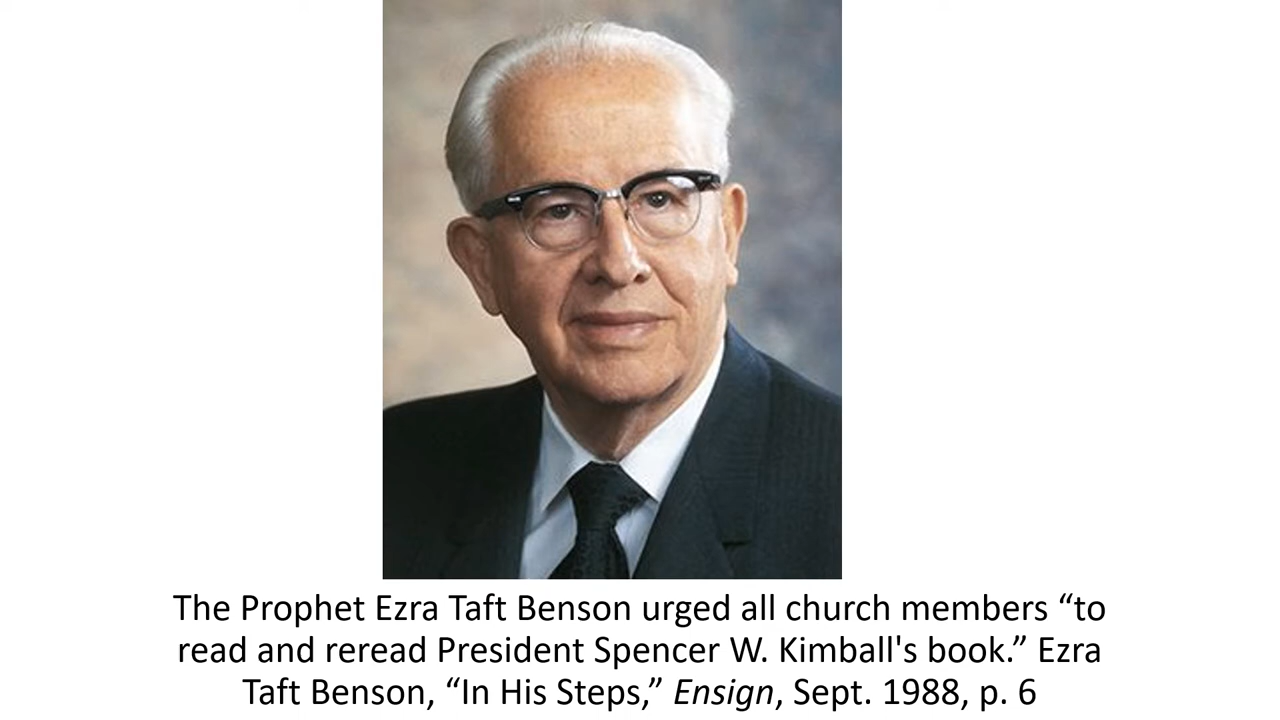 The Prophet Ezra Taft Benson urged all church members “to
read and reread President Spencer W. Kimball's book.” Ezra
Taft Benson, “In His Steps,” Ensign, Sept. 1988, p. 6